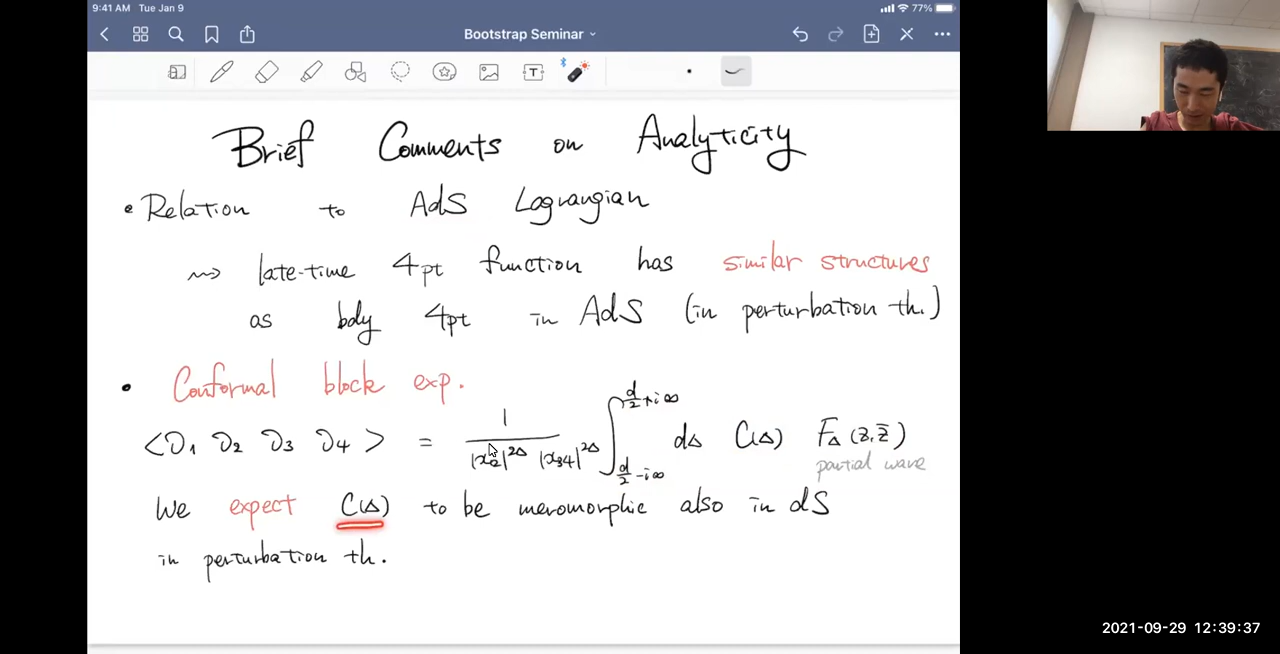 9:41 AM Tue Jan 9
77%
Bootstrap Seminar
T
Brief Comments on Analyticity
• Relation to AdS Lagrangian
⇝ late-time 4pt function has similar structures
as bdy 4pt in AdS (in perturbation th.)
• Conformal block exp.
<O1 O2 O3 O4> = 1/(|x12|^2Δ |x34|^2Δ) ∫_{d/2-i∞}^{d/2+i∞} dΔ C(Δ) F_Δ(z, z̄)
partial wave
We expect C(Δ) to be meromorphic also in dS
in perturbation th.
2021-09-29 12:39:37